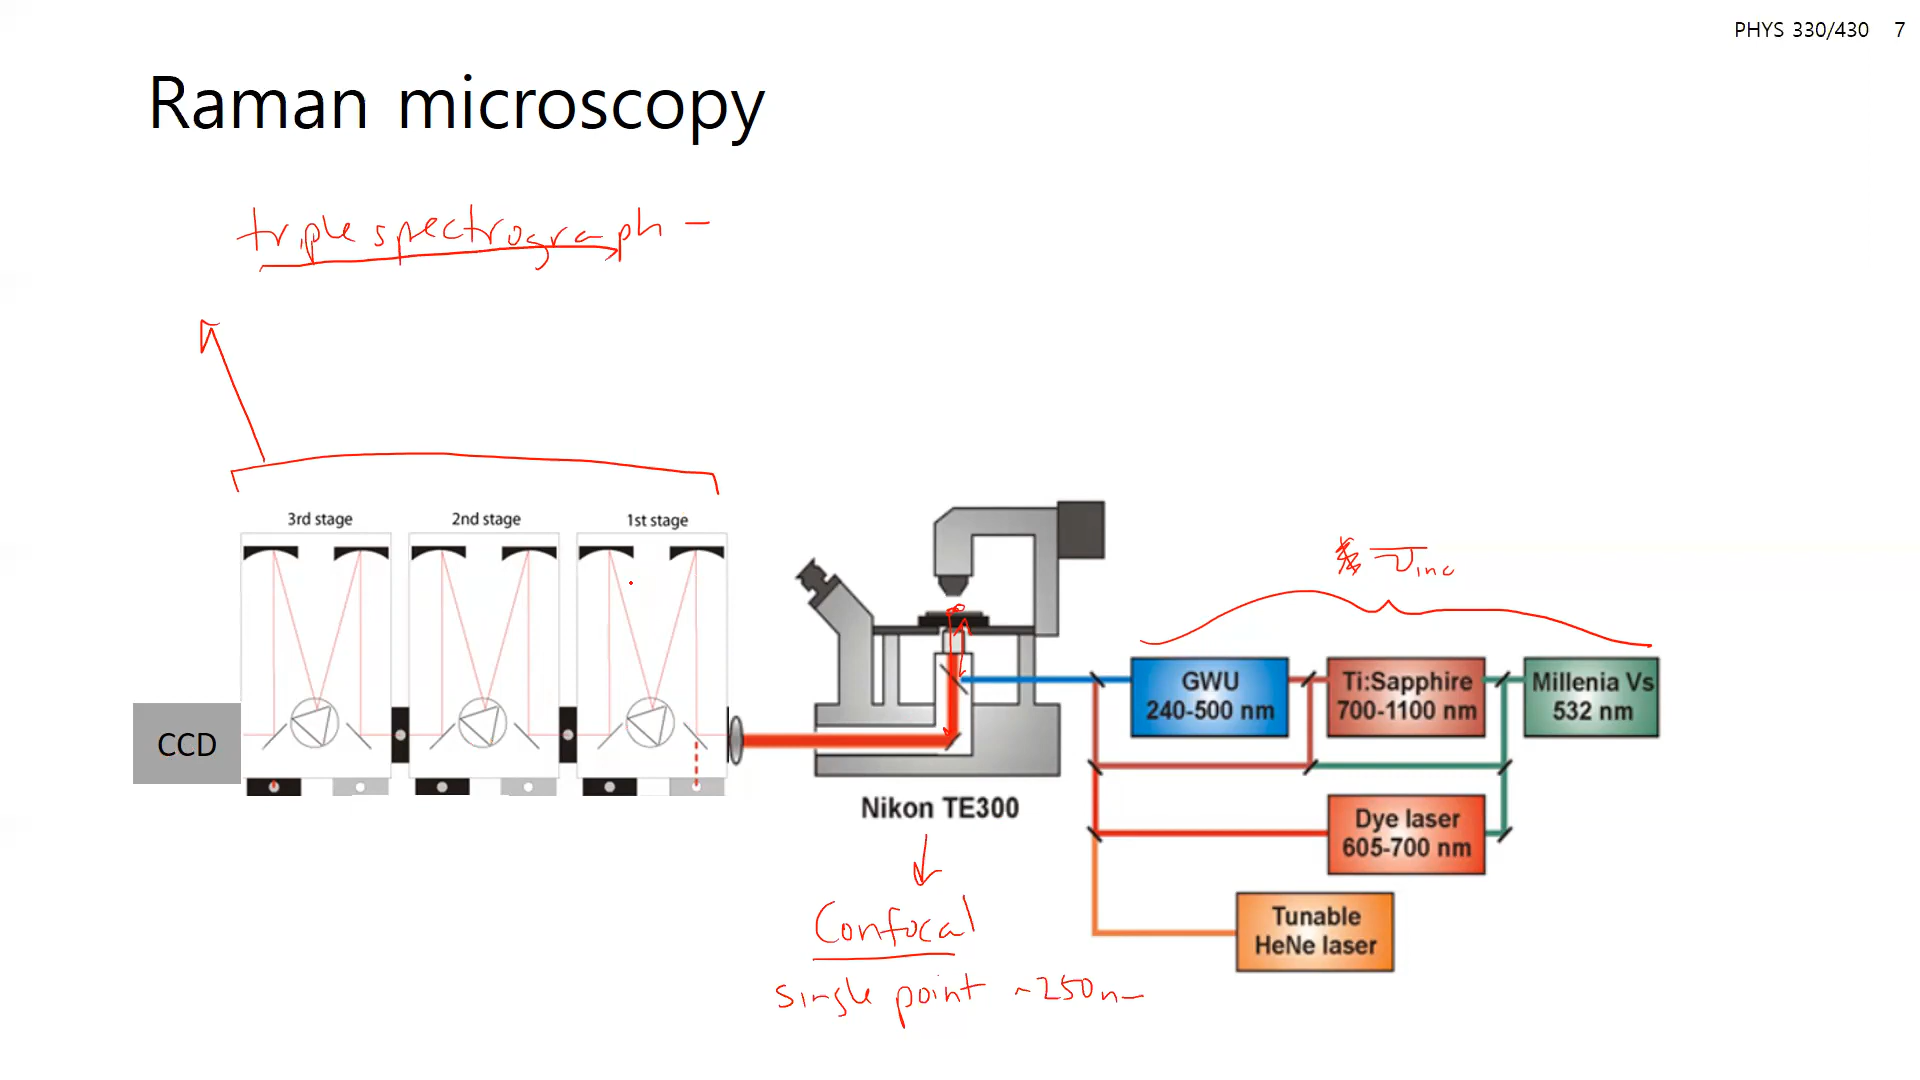 PHYS 330/430 7
Raman microscopy
triple spectrograph -
3rd stage
2nd stage
1st stage
CCD
Nikon TE300
Confocal
single point ~250nm
ν̄inc
GWU
240-500 nm
Ti:Sapphire
700-1100 nm
Millenia Vs
532 nm
Dye laser
605-700 nm
Tunable
HeNe laser